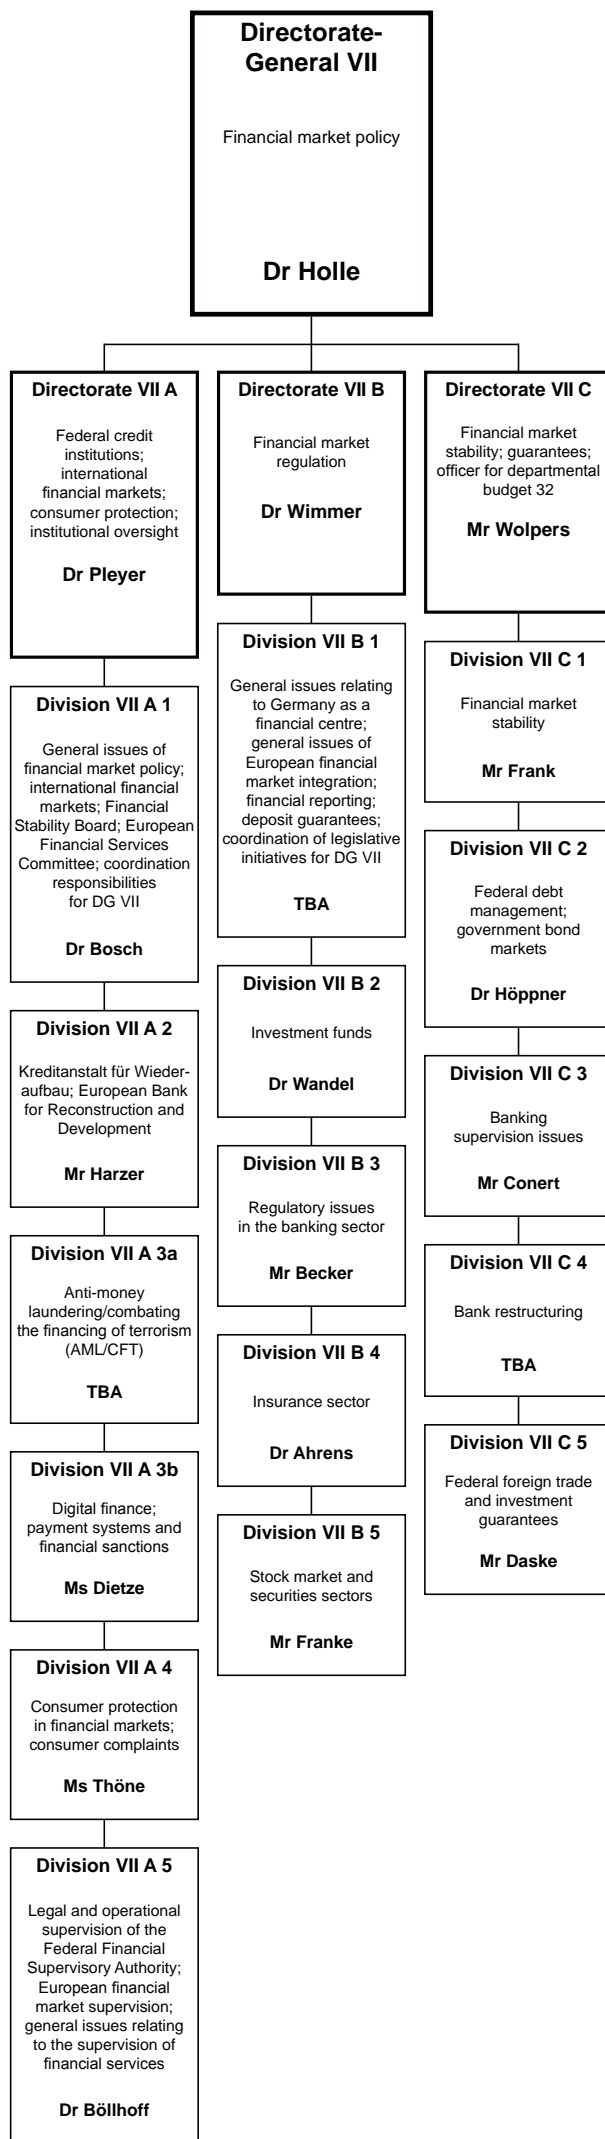 Directorate-
General VII
Financial market policy
Dr Holle
Directorate VII A
Federal credit
institutions;
international
financial markets;
consumer protection;
institutional oversight
Dr Pleyer
Division VII A 1
General issues of
financial market policy;
international financial
markets; Financial
Stability Board; European
Financial Services
Committee; coordination
responsibilities
for DG VII
Dr Bosch
Division VII A 2
Kreditanstalt für Wieder-
aufbau; European Bank
for Reconstruction and
Development
Mr Harzer
Division VII A 3a
Anti-money
laundering/combating
the financing of terrorism
(AML/CFT)
TBA
Division VII A 3b
Digital finance;
payment systems and
financial sanctions
Ms Dietze
Division VII A 4
Consumer protection
in financial markets;
consumer complaints
Ms Thöne
Division VII A 5
Legal and operational
supervision of the
Federal Financial
Supervisory Authority;
European financial
market supervision;
general issues relating
to the supervision of
financial services
Dr Böllhoff
Directorate VII B
Financial market
regulation
Dr Wimmer
Division VII B 1
General issues relating
to Germany as a
financial centre;
general issues of
European financial
market integration;
financial reporting;
deposit guarantees;
coordination of legislative
initiatives for DG VII
TBA
Division VII B 2
Investment funds
Dr Wandel
Division VII B 3
Regulatory issues
in the banking sector
Mr Becker
Division VII B 4
Insurance sector
Dr Ahrens
Division VII B 5
Stock market and
securities sectors
Mr Franke
Directorate VII C
Financial market
stability; guarantees;
officer for departmental
budget 32
Mr Wolpers
Division VII C 1
Financial market
stability
Mr Frank
Division VII C 2
Federal debt
management;
government bond
markets
Dr Höppner
Division VII C 3
Banking
supervision issues
Mr Conert
Division VII C 4
Bank restructuring
TBA
Division VII C 5
Federal foreign trade
and investment
guarantees
Mr Daske